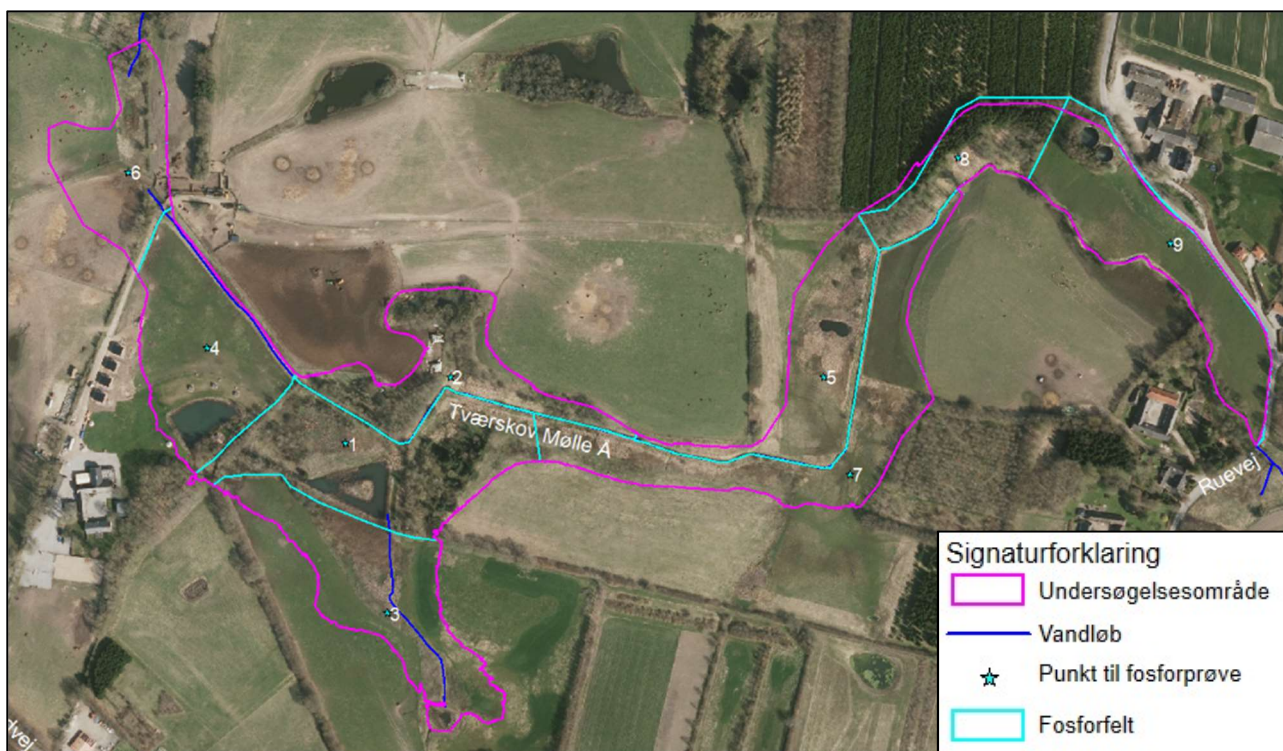 8
6
9
4
2
5
Tværskov Mølle Å
1
7
Ruevej
3
dvej
Signaturforklaring
Undersøgelsesområde
Vandløb
Punkt til fosforprøve
Fosforfelt